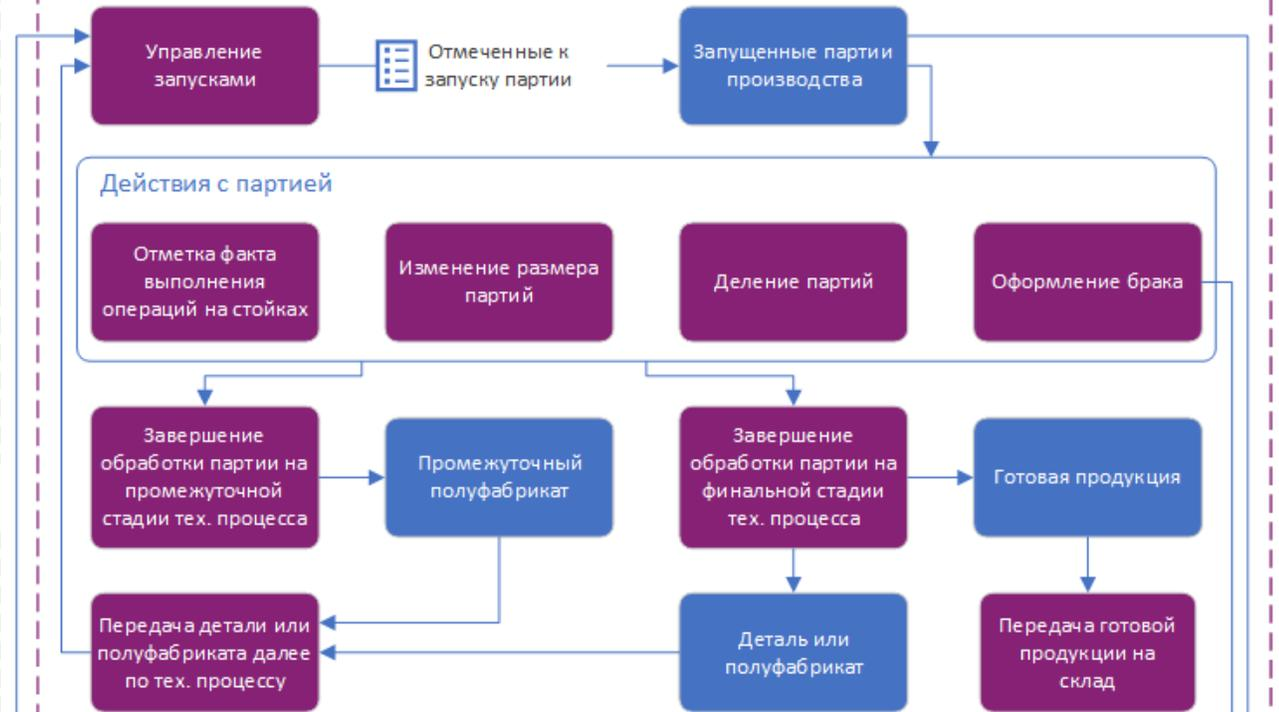 Управление
запусками
Отмеченные к
запуску партии
Запущенные партии
производства
Действия с партией
Отметка факта
выполнения
операций на стойках
Изменение размера
партий
Деление партий
Оформление брака
Завершение
обработки партии на
промежуточной
стадии тех. процесса
Промежуточный
полуфабрикат
Завершение
обработки партии на
финальной стадии
тех. процесса
Готовая продукция
Передача детали или
полуфабриката далее
по тех. процессу
Деталь или
полуфабрикат
Передача готовой
продукции на
склад